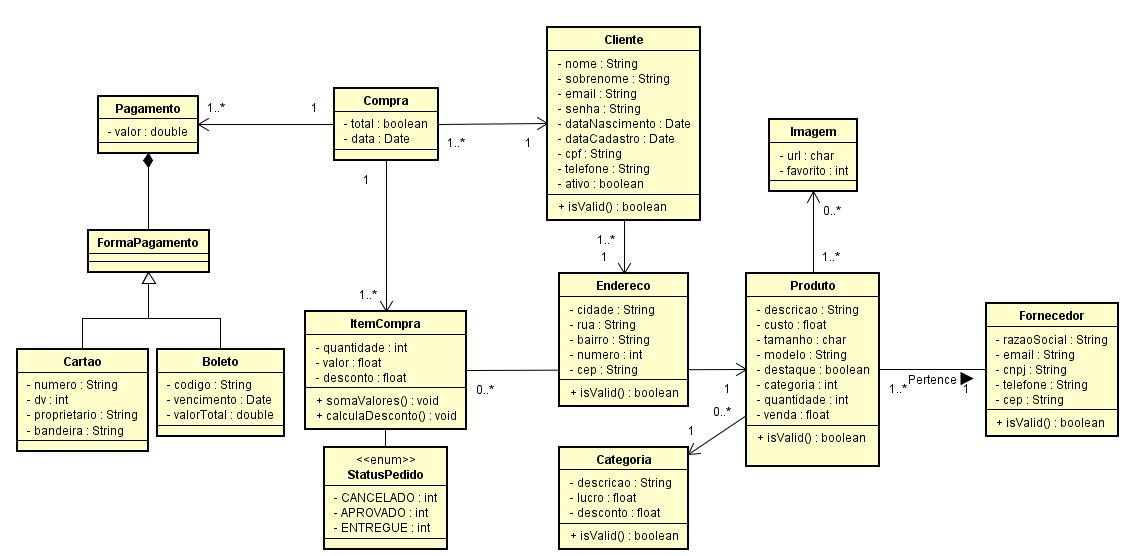 Cliente
- nome : String
- sobrenome : String
- email : String
- senha : String
- dataNascimento : Date
- dataCadastro : Date
- cpf : String
- telefone : String
- ativo : boolean
+ isValid() : boolean
Pagamento
- valor : double
1..*
1
Compra
- total : boolean
- data : Date
1..*
1
1
1..*
Imagem
- url : char
- favorito : int
0..*
1..*
FormaPagamento
Cartao
- numero : String
- dv : int
- proprietario : String
- bandeira : String
Boleto
- codigo : String
- vencimento : Date
- valorTotal : double
ItemCompra
- quantidade : int
- valor : float
- desconto : float
+ somaValores() : void
+ calculaDesconto() : void
0..*
1
<<enum>>
StatusPedido
- CANCELADO : int
- APROVADO : int
- ENTREGUE : int
1..*
1
Endereco
- cidade : String
- rua : String
- bairro : String
- numero : int
- cep : String
+ isValid() : boolean
Produto
- descricao : String
- custo : float
- tamanho : char
- modelo : String
- destaque : boolean
- categoria : int
- quantidade : int
- venda : float
+ isValid() : boolean
1..*
Pertence
1
Fornecedor
- razaoSocial : String
- email : String
- cnpj : String
- telefone : String
- cep : String
+ isValid() : boolean
0..*
1
Categoria
- descricao : String
- lucro : float
- desconto : float
+ isValid() : boolean